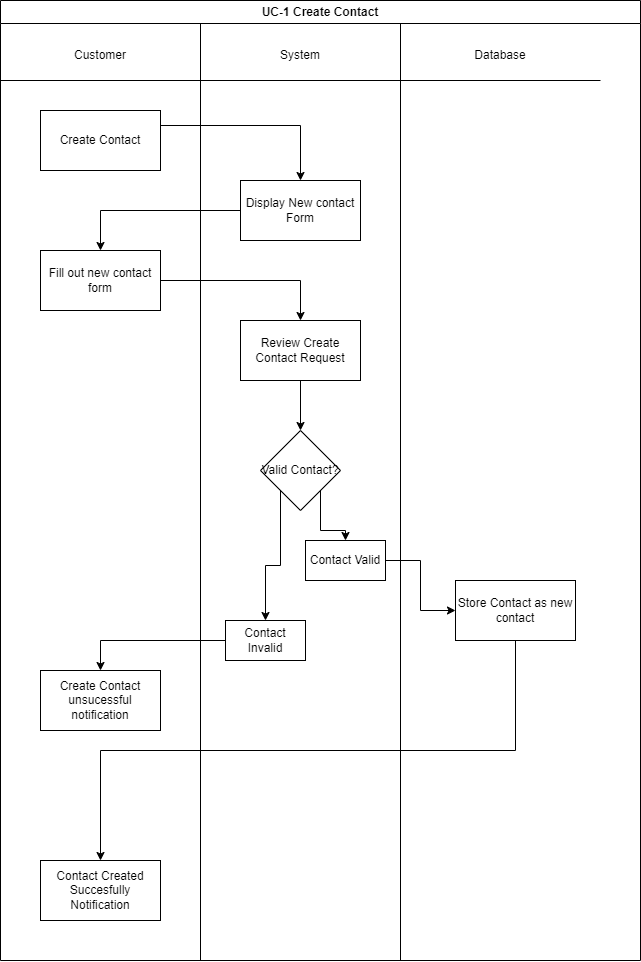 UC-1 Create Contact
Customer
System
Database
Create Contact
Display New contact
Form
Fill out new contact
form
Review Create
Contact Request
Valid Contact?
Contact Valid
Store Contact as new
contact
Contact
Invalid
Create Contact
unsucessful
notification
Contact Created
Succesfully
Notification